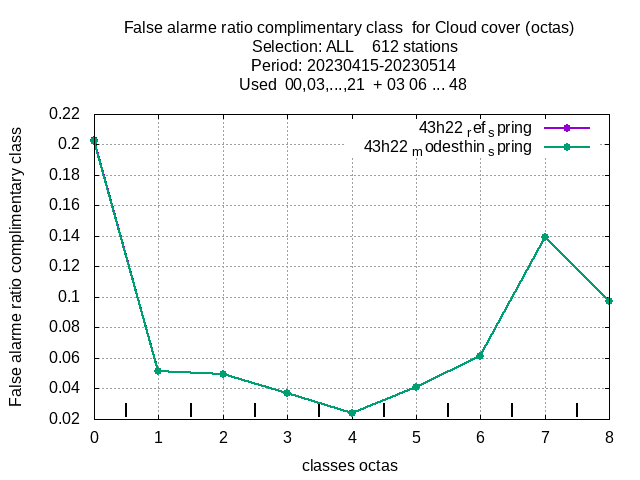 False alarme ratio complimentary class  for Cloud cover (octas)
Selection: ALL    612 stations
Period: 20230415-20230514
Used  00,03,...,21  + 03 06 ... 48
False alarme ratio complimentary class
0.22
0.2
0.18
0.16
0.14
0.12
0.1
0.08
0.06
0.04
0.02
43h22 ref spring
43h22 modesthin spring
0 1 2 3 4 5 6 7 8
classes octas